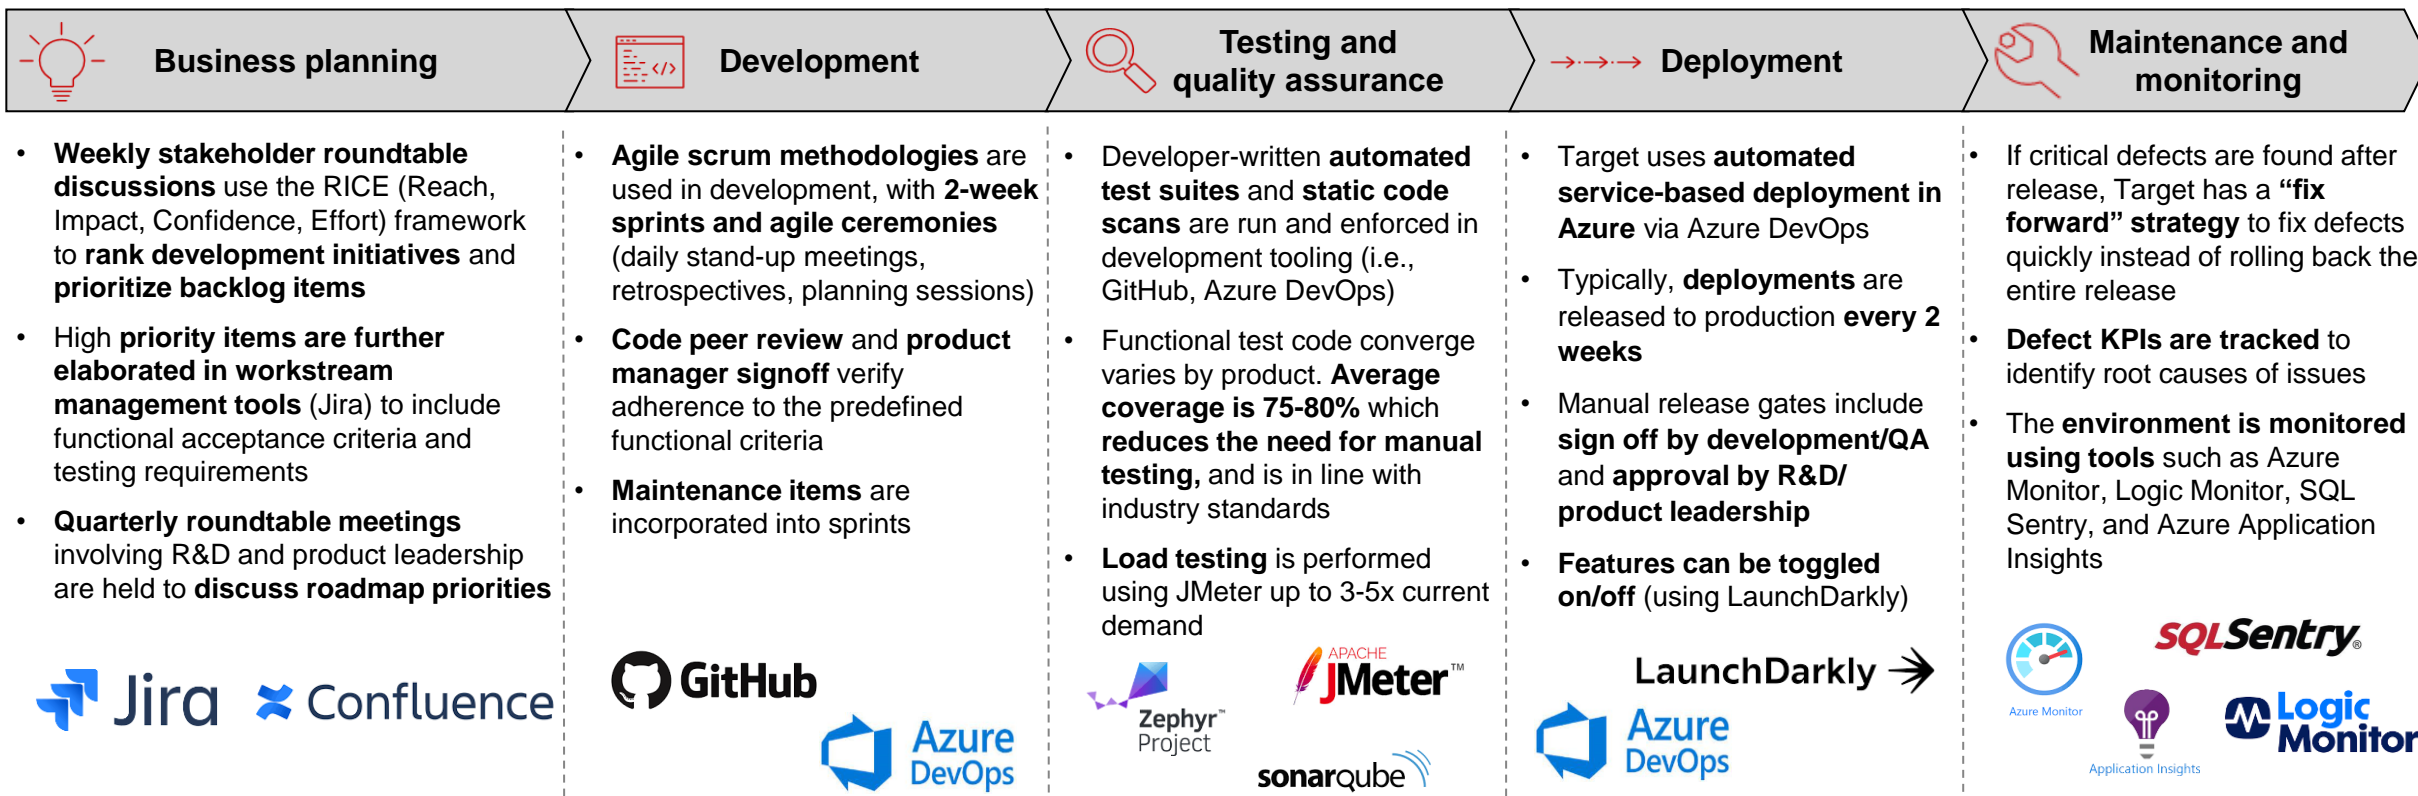 Business planning
• Weekly stakeholder roundtable
discussions use the RICE (Reach,
Impact, Confidence, Effort) framework
to rank development initiatives and
prioritize backlog items
• High priority items are further
elaborated in workstream
management tools (Jira) to include
functional acceptance criteria and
testing requirements
• Quarterly roundtable meetings
involving R&D and product leadership
are held to discuss roadmap priorities
Jira
Confluence
</>
Development
• Agile scrum methodologies are
used in development, with 2-week
sprints and agile ceremonies
(daily stand-up meetings,
retrospectives, planning sessions)
• Code peer review and product
manager signoff verify
adherence to the predefined
functional criteria
• Maintenance items are
incorporated into sprints
GitHub
Azure
DevOps
Testing and
quality assurance
• Developer-written automated
test suites and static code
scans are run and enforced in
development tooling (i.e.,
GitHub, Azure DevOps)
• Functional test code converge
varies by product. Average
coverage is 75-80% which
reduces the need for manual
testing, and is in line with
industry standards
• Load testing is performed
using JMeter up to 3-5x current
demand
Zephyr™
Project
APACHE
JMeter™
sonarqube
Deployment
• Target uses automated
service-based deployment in
Azure via Azure DevOps
• Typically, deployments are
released to production every 2
weeks
• Manual release gates include
sign off by development/QA
and approval by R&D/
product leadership
• Features can be toggled
on/off (using LaunchDarkly)
LaunchDarkly
Azure
DevOps
Maintenance and
monitoring
• If critical defects are found after
release, Target has a “fix
forward” strategy to fix defects
quickly instead of rolling back the
entire release
• Defect KPIs are tracked to
identify root causes of issues
• The environment is monitored
using tools such as Azure
Monitor, Logic Monitor, SQL
Sentry, and Azure Application
Insights
Azure Monitor
SQLSentry®
Application Insights
Logic
Monitor